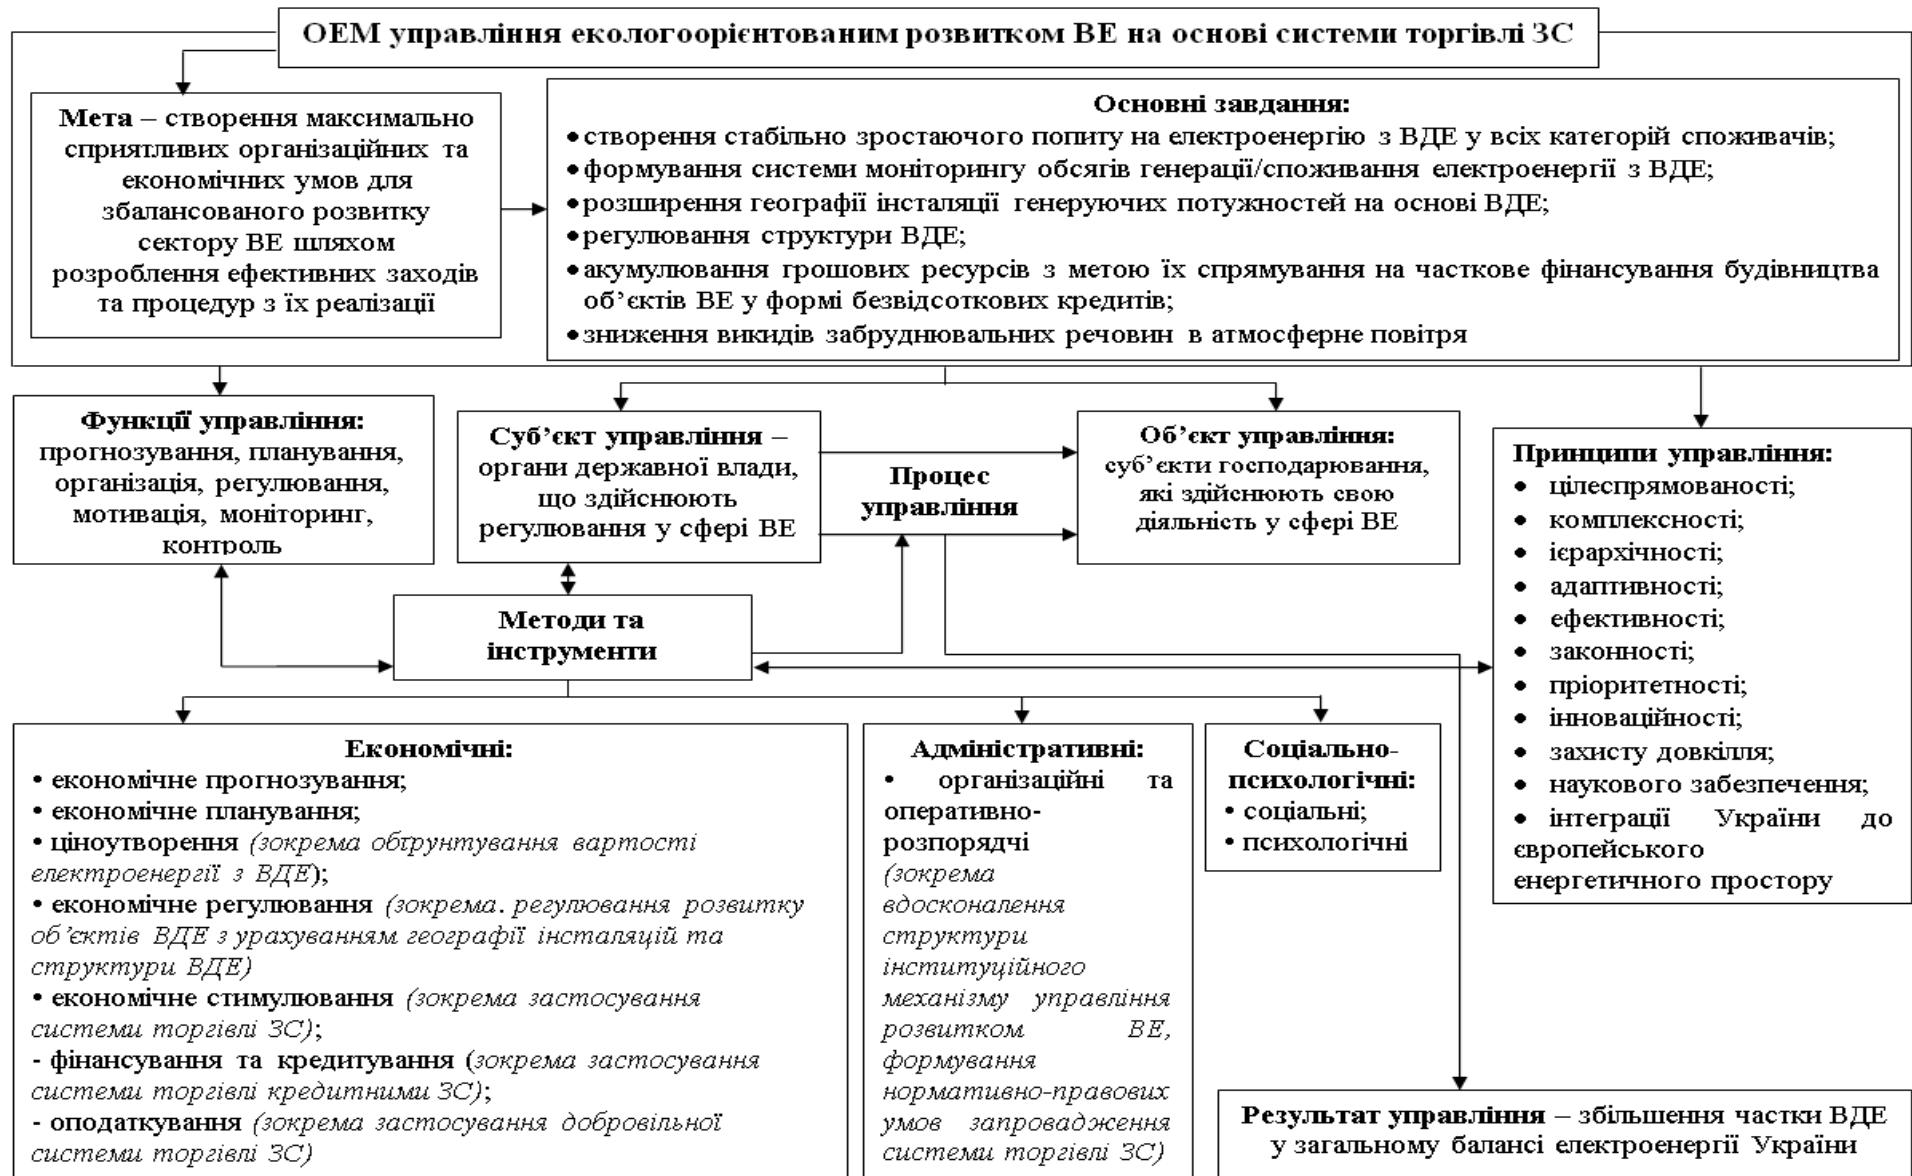 ОЕМ управління екологоорієнтованим розвитком ВЕ на основі системи торгівлі ЗС
Мета – створення максимально
сприятливих організаційних та
економічних умов для
збалансованого розвитку
сектору ВЕ шляхом
розроблення ефективних заходів
та процедур з їх реалізації
Основні завдання:
•створення стабільно зростаючого попиту на електроенергію з ВДЕ у всіх категорій споживачів;
•формування системи моніторингу обсягів генерації/споживання електроенергії з ВДЕ;
•розширення географії інсталяції генеруючих потужностей на основі ВДЕ;
•регулювання структури ВДЕ;
•акумулювання грошових ресурсів з метою їх спрямування на часткове фінансування будівництва
об’єктів ВЕ у формі безвідсоткових кредитів;
•зниження викидів забруднювальних речовин в атмосферне повітря
Функції управління:
прогнозування, планування,
організація, регулювання,
мотивація, моніторинг,
контроль
Суб’єкт управління –
органи державної влади,
що здійснюють
регулювання у сфері ВЕ
Процес
управління
Об’єкт управління:
суб’єкти господарювання,
які здійснюють свою
діяльність у сфері ВЕ
Принципи управління:
• цілеспрямованості;
• комплексності;
• ієрархічності;
• адаптивності;
• ефективності;
• законності;
• пріоритетності;
• інноваційності;
• захисту довкілля;
• наукового забезпечення;
• інтеграції України до
європейського
енергетичного простору
Методи та
інструменти
Економічні:
• економічне прогнозування;
• економічне планування;
• ціноутворення (зокрема обґрунтування вартості
електроенергії з ВДЕ);
• економічне регулювання (зокрема. регулювання розвитку
об’єктів ВДЕ з урахуванням географії інсталяцій та
структури ВДЕ)
• економічне стимулювання (зокрема застосування
системи торгівлі ЗС);
- фінансування та кредитування (зокрема застосування
системи торгівлі кредитними ЗС);
- оподаткування (зокрема застосування добровільної
системи торгівлі ЗС)
Адміністративні:
• організаційні та
оперативно-
розпорядчі
(зокрема
вдосконалення
структури
інституційного
механізму управління
розвитком ВЕ,
формування
нормативно-правових
умов запровадження
системи торгівлі ЗС)
Соціально-
психологічні:
• соціальні;
• психологічні
Результат управління – збільшення частки ВДЕ
у загальному балансі електроенергії України